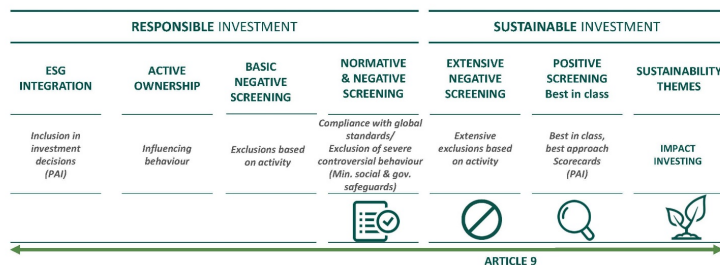 RESPONSIBLE INVESTMENT
SUSTAINABLE INVESTMENT
ESG
INTEGRATION
ACTIVE
OWNERSHIP
BASIC
NEGATIVE
SCREENING
NORMATIVE
& NEGATIVE
SCREENING
EXTENSIVE
NEGATIVE
SCREENING
POSITIVE
SCREENING
Best in class
SUSTAINABILITY
THEMES
Inclusion in
investment
decisions
(PAI)
Influencing
behaviour
Exclusions based
on activity
Compliance with global
standards/
Exclusion of severe
controversial behaviour
(Min. social & gov.
safeguards)
Extensive
exclusions based
on activity
Best in class,
best approach
Scorecards
(PAI)
IMPACT
INVESTING
ARTICLE 9